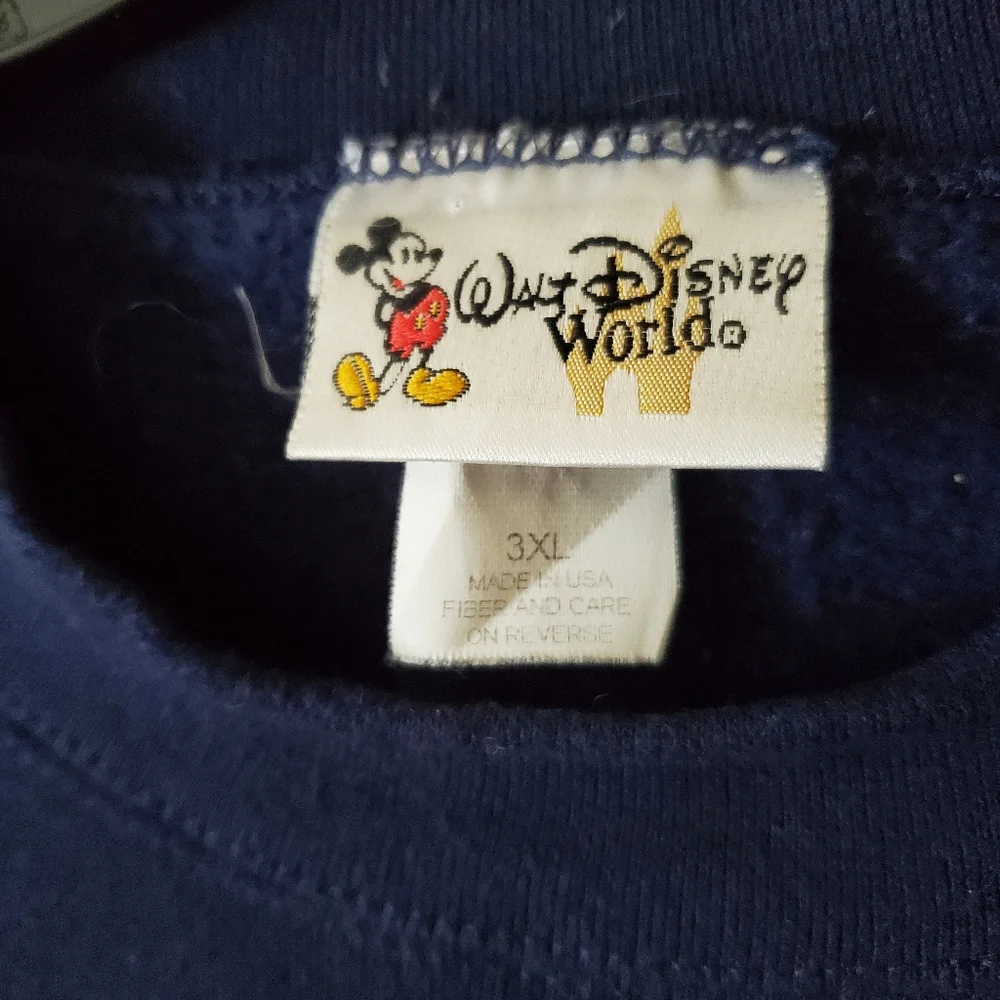 Walt Disney
World®
3XL
MADE IN USA
FIBER AND CARE
ON REVERSE